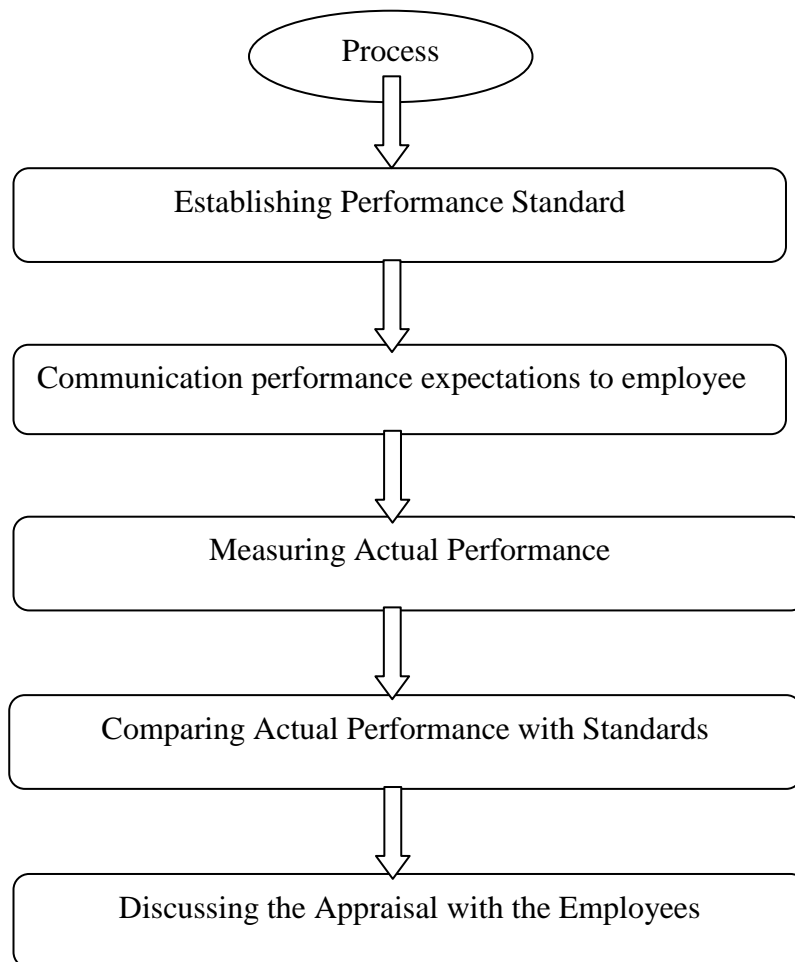 Process
Establishing Performance Standard
Communication performance expectations to employee
Measuring Actual Performance
Comparing Actual Performance with Standards
Discussing the Appraisal with the Employees